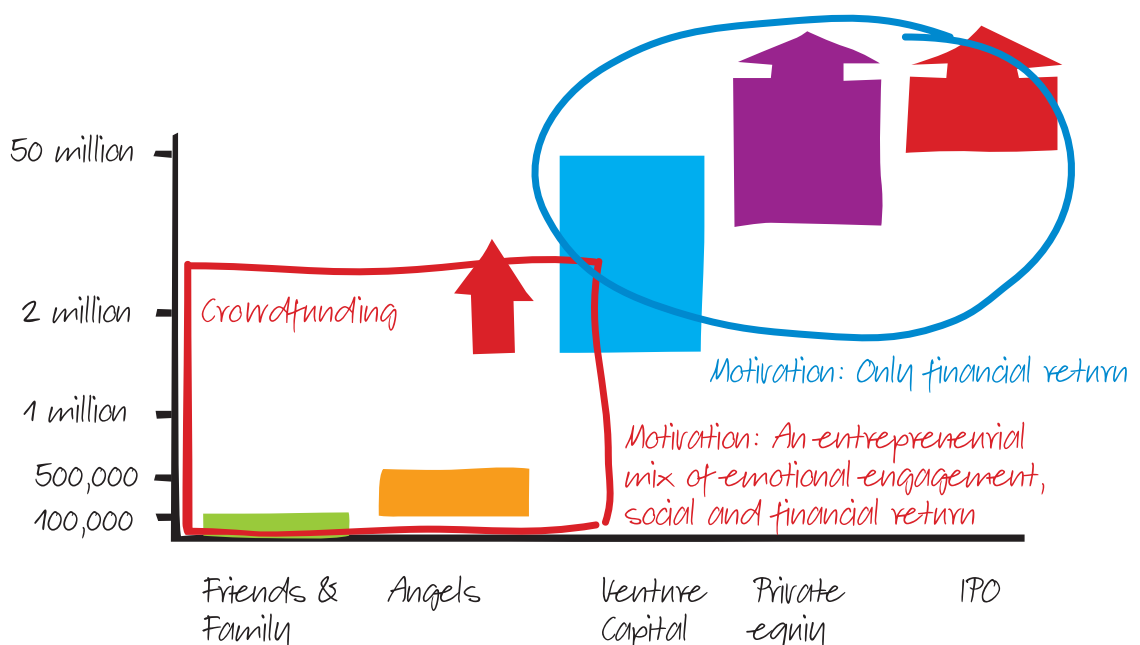 50 million
2 million
1 million
500,000
100,000
Crowdfunding
Motivation: Only financial return
Motivation: An entrepreneurial
mix of emotional engagement,
social and financial return
Friends &
Family
Angels
Venture
Capital
Private
equiy
IPO